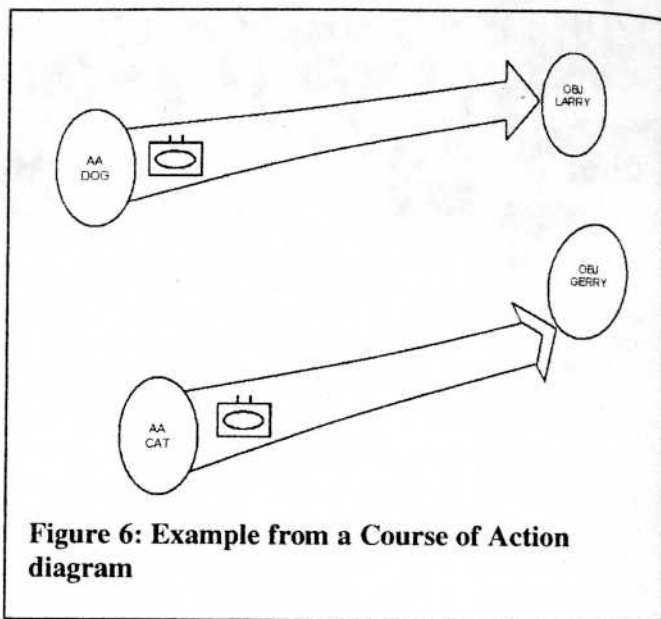 OBJ
LARRY
AA
DOG
OBJ
GERRY
AA
CAT
Figure 6: Example from a Course of Action
diagram